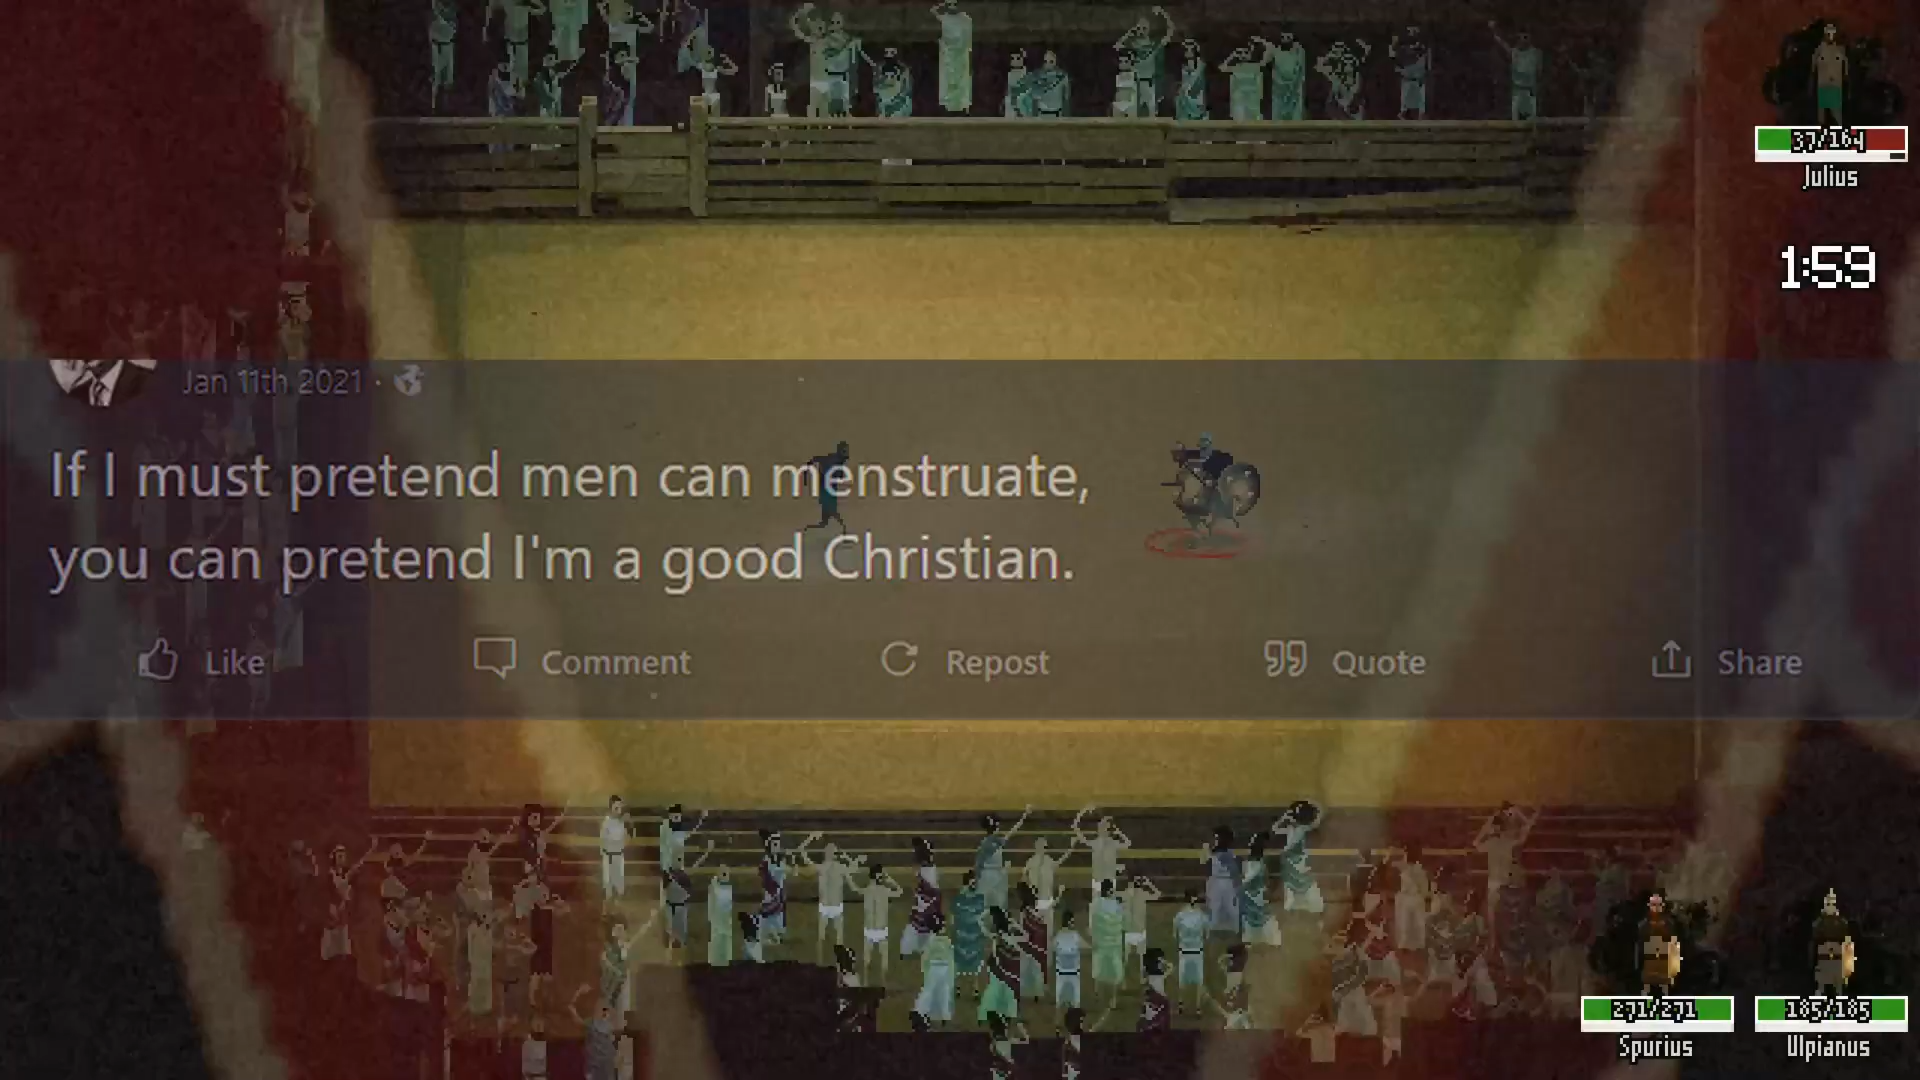 37/164
Julius
1:59
Jan 11th 2021 ·
If I must pretend men can menstruate,
you can pretend I'm a good Christian.
Like Comment Repost Quote Share
271/271 185/185
Spurius Ulpianus